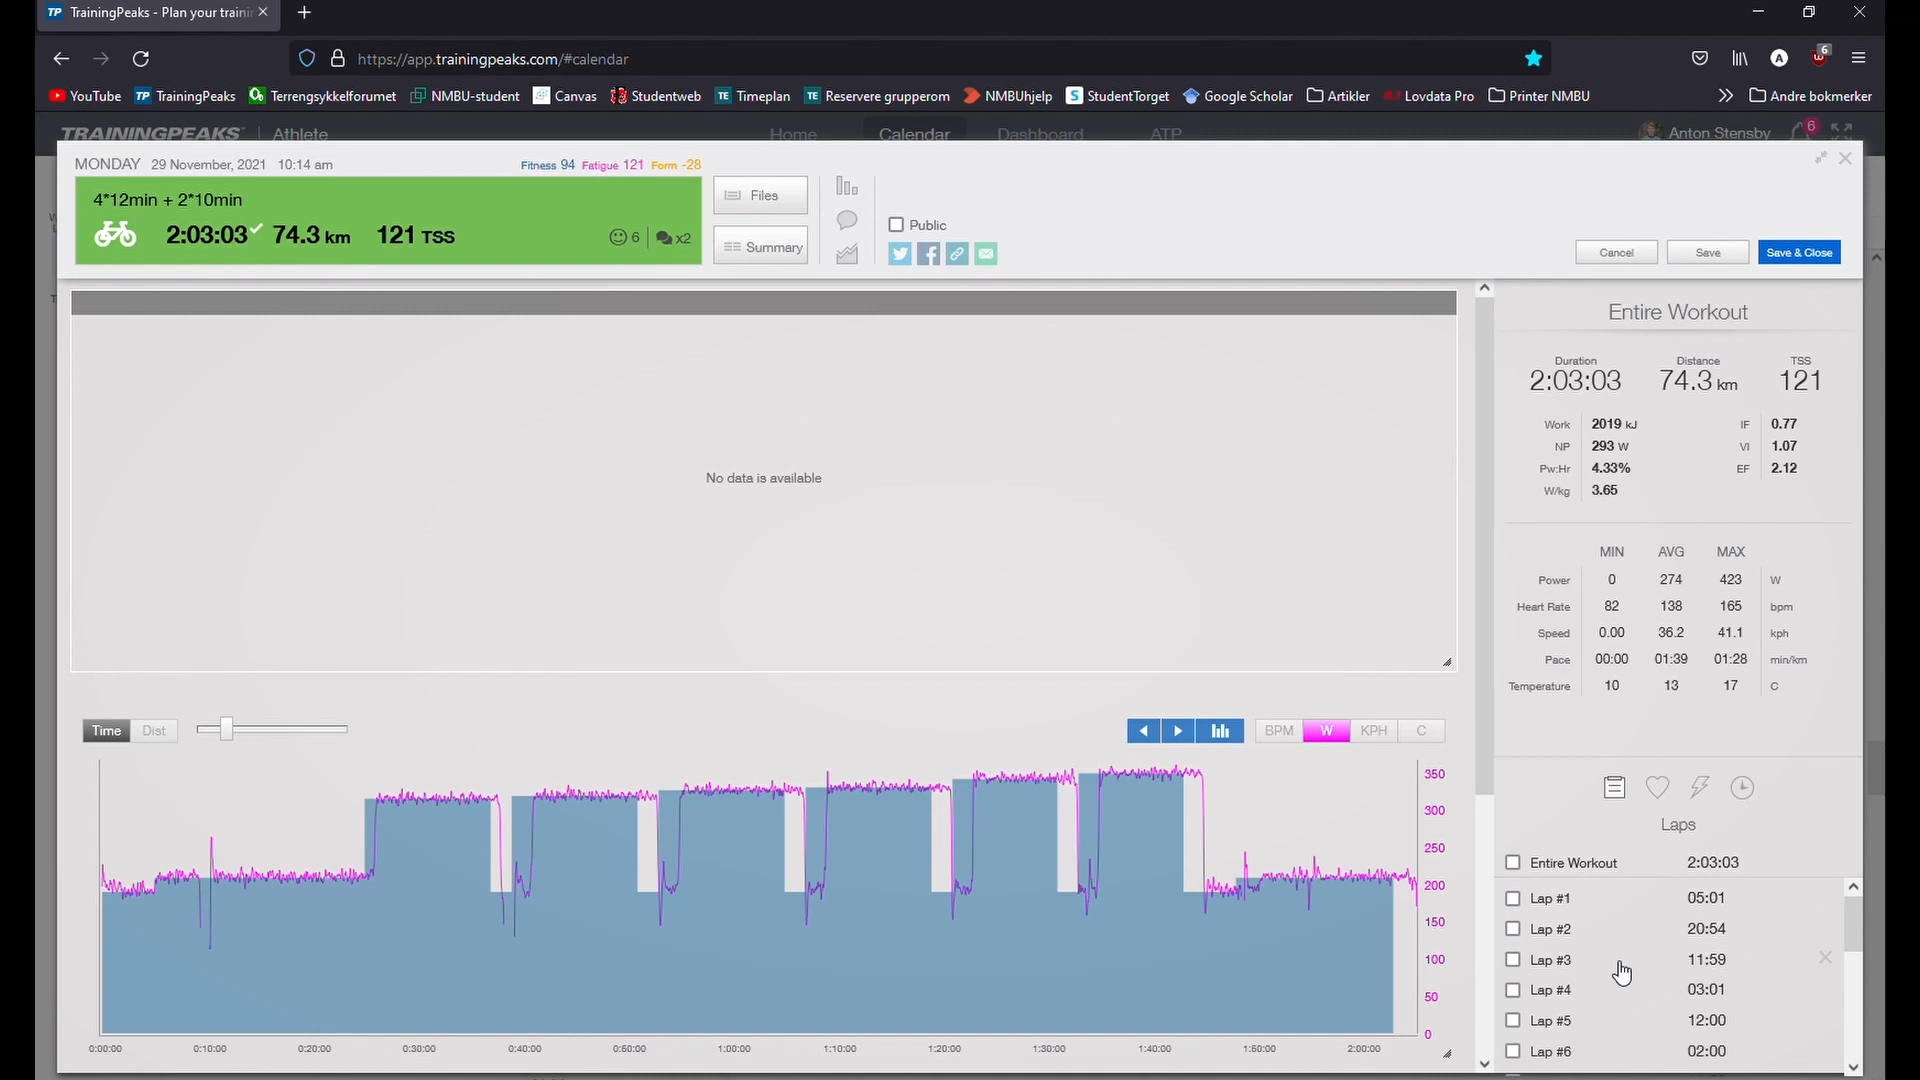 TP TrainingPeaks - Plan your traini
https://app.trainingpeaks.com/#calendar
A
6
YouTube TP TrainingPeaks Terrengsykkelforumet NMBU-student Canvas Studentweb TE Timeplan TE Reservere grupperom NMBUhjelp S StudentTorget Google Scholar Artikler Lovdata Pro Printer NMBU Andre bokmerker
TRAININGPEAKS Athlete Home Calendar Dashboard ATP Anton Stensby 6
MONDAY 29 November, 2021 10:14 am Fitness 94 Fatigue 121 Form -28
4*12min + 2*10min
2:03:03 74.3 km 121 TSS 6 x2
Files
Summary
Public
Cancel Save Save & Close
No data is available
Entire Workout
Duration Distance TSS
2:03:03 74.3 km 121
Work 2019 kJ IF 0.77
NP 293 W VI 1.07
Pw:Hr 4.33% EF 2.12
W/kg 3.65
MIN AVG MAX
Power 0 274 423 W
Heart Rate 82 138 165 bpm
Speed 0.00 36.2 41.1 kph
Pace 00:00 01:39 01:28 min/km
Temperature 10 13 17 C
Time Dist
BPM W KPH C
350
300
250
200
150
100
50
0
0:00:00 0:10:00 0:20:00 0:30:00 0:40:00 0:50:00 1:00:00 1:10:00 1:20:00 1:30:00 1:40:00 1:50:00 2:00:00
Laps
Entire Workout 2:03:03
Lap #1 05:01
Lap #2 20:54
Lap #3 11:59
Lap #4 03:01
Lap #5 12:00
Lap #6 02:00